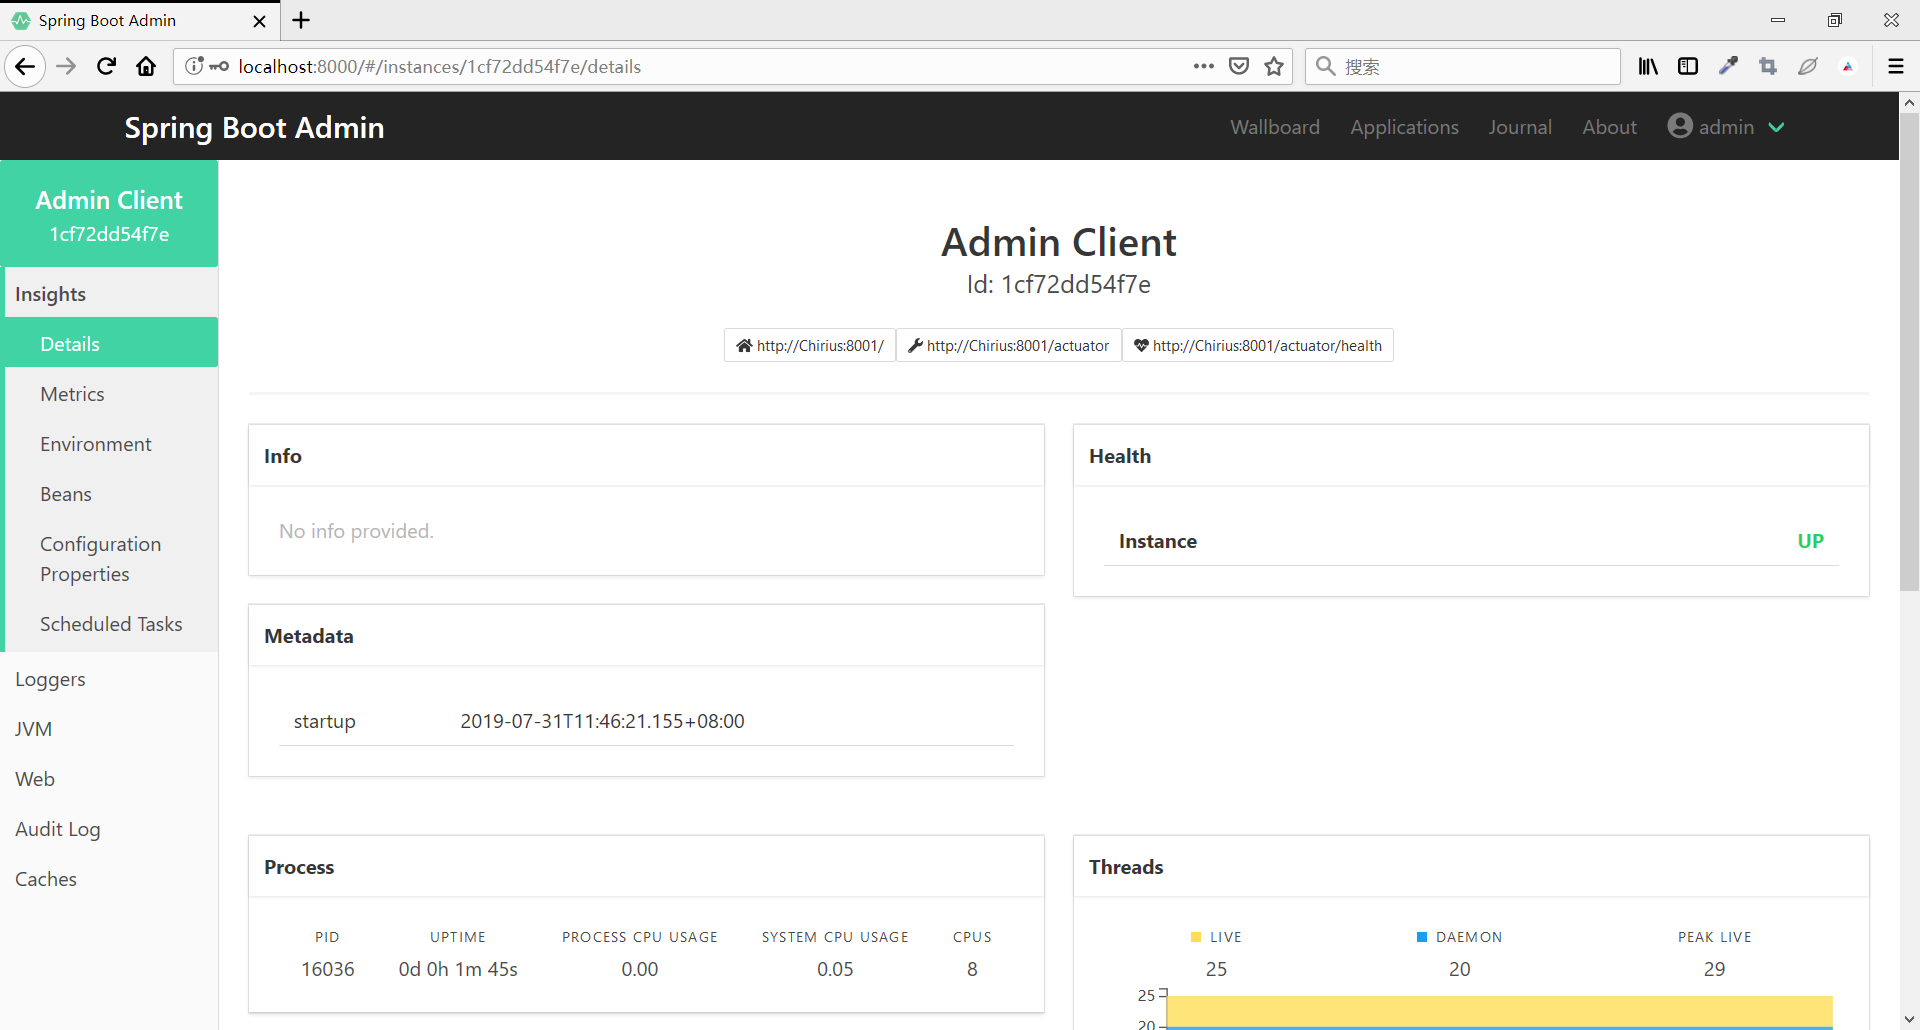 Spring Boot Admin
localhost:8000/#/instances/1cf72dd54f7e/details
搜索
Spring Boot Admin
Wallboard
Applications
Journal
About
admin
Admin Client
1cf72dd54f7e
Insights
Details
Metrics
Environment
Beans
Configuration
Properties
Scheduled Tasks
Loggers
JVM
Web
Audit Log
Caches
Admin Client
Id: 1cf72dd54f7e
http://Chirius:8001/
http://Chirius:8001/actuator
http://Chirius:8001/actuator/health
Info
No info provided.
Health
Instance UP
Metadata
startup 2019-07-31T11:46:21.155+08:00
Process
PID UPTIME PROCESS CPU USAGE SYSTEM CPU USAGE CPUS
16036 0d 0h 1m 45s 0.00 0.05 8
Threads
LIVE DAEMON PEAK LIVE
25 20 29
25
20